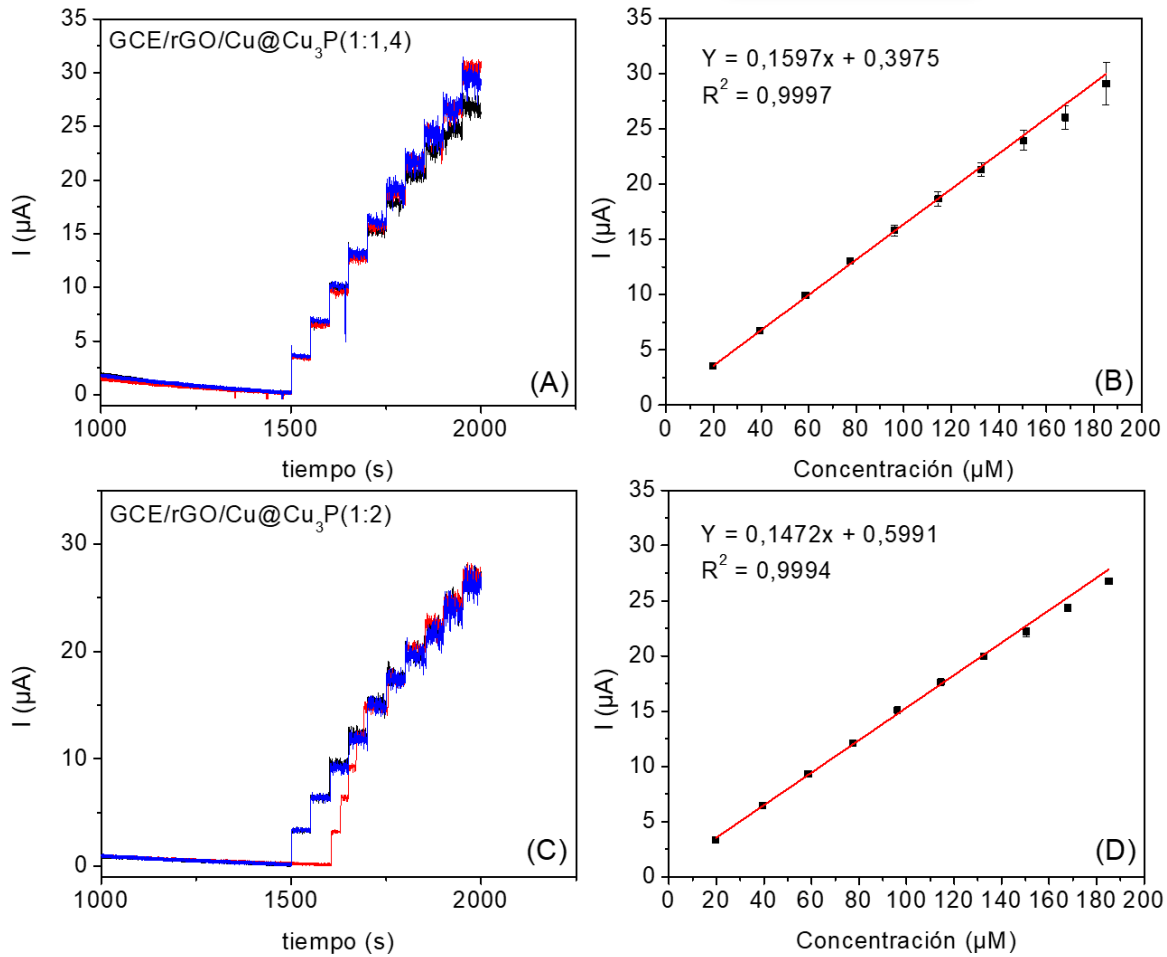 GCE/rGO/Cu@Cu₃P(1:1,4)
I (µA)
35
30
25
20
15
10
5
0
1000
1500
2000
tiempo (s)
(A)
Y = 0,1597x + 0,3975
R² = 0,9997
I (µA)
35
30
25
20
15
10
5
0
0 20 40 60 80 100 120 140 160 180 200
Concentración (µM)
(B)
GCE/rGO/Cu@Cu₃P(1:2)
I (µA)
30
20
10
0
1000
1500
2000
tiempo (s)
(C)
Y = 0,1472x + 0,5991
R² = 0,9994
I (µA)
35
30
25
20
15
10
5
0
0 20 40 60 80 100 120 140 160 180 200
Concentración (µM)
(D)